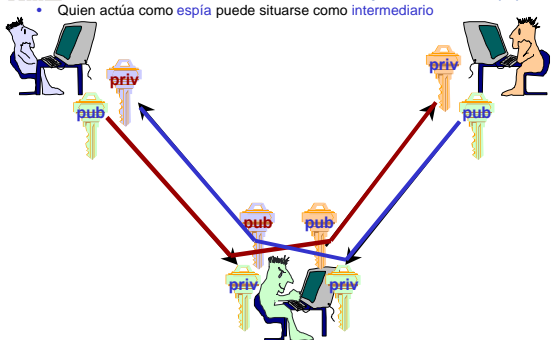 • Quien actúa como espía puede situarse como intermediario
priv
priv
pub
pub
pub
pub
priv
priv